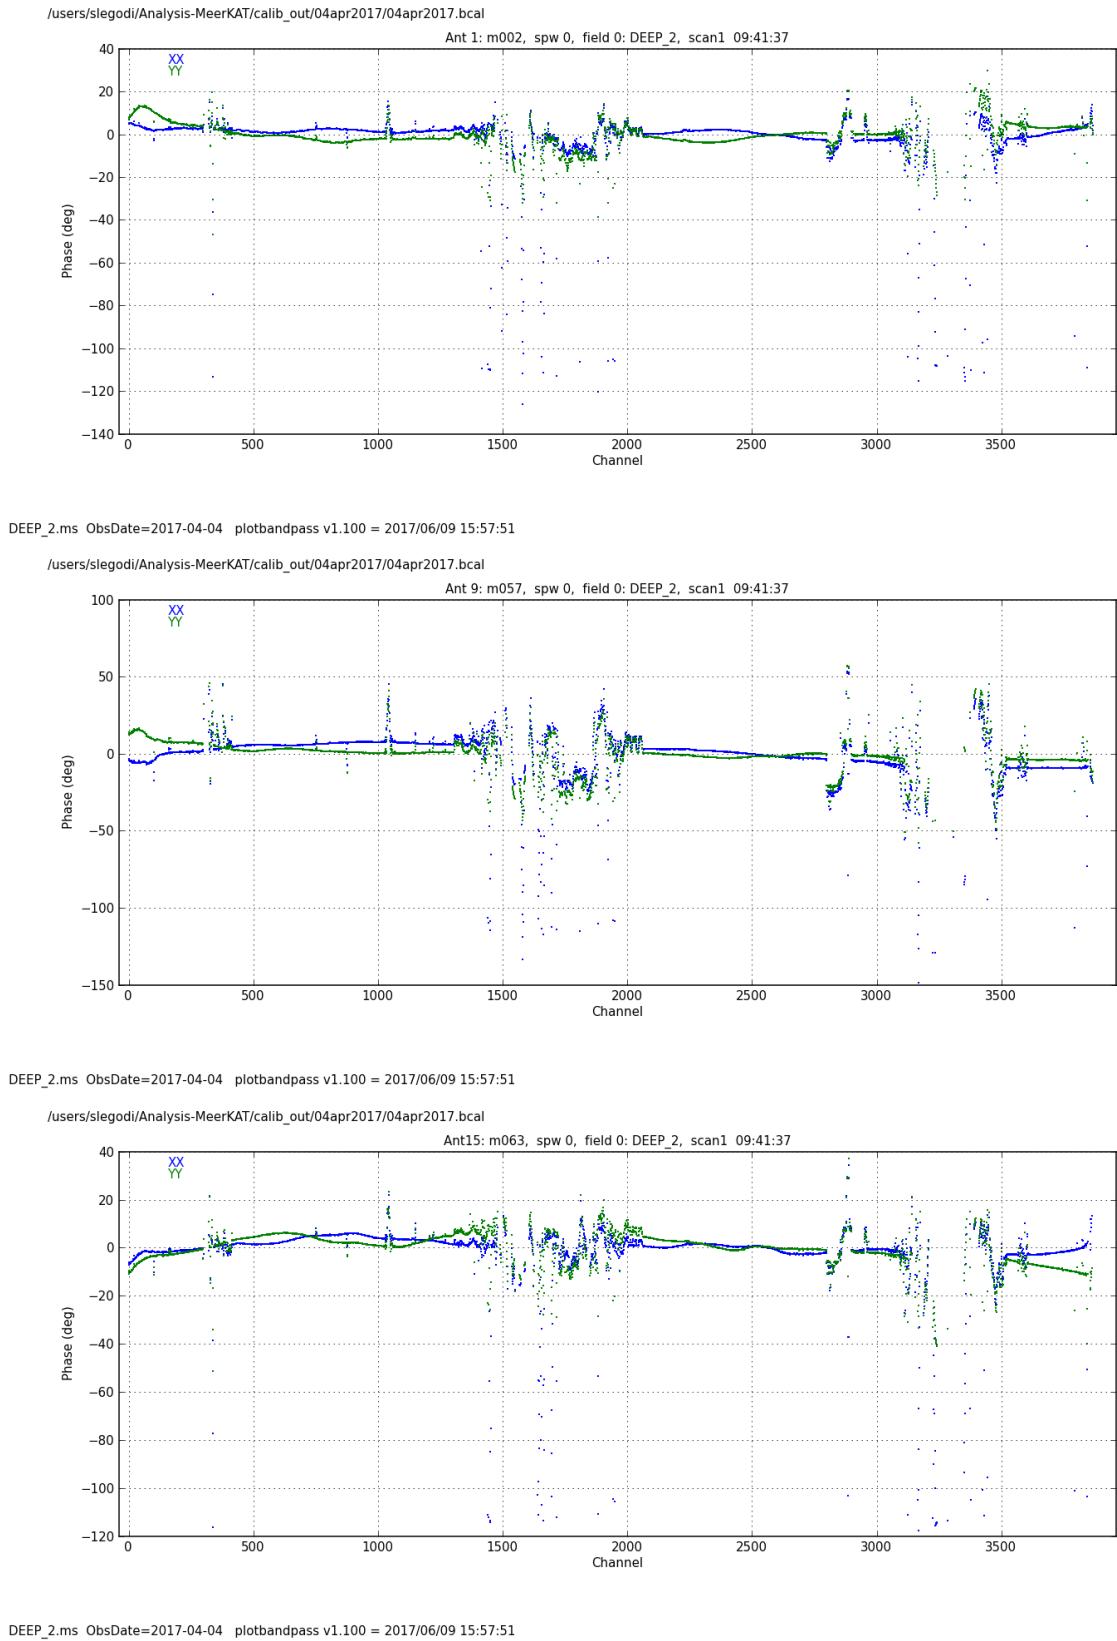 /users/slegodi/Analysis-MeerKAT/calib_out/04apr2017/04apr2017.bcal
Ant 1: m002,  spw 0,  field 0: DEEP_2,  scan1  09:41:37
XX
YY
40
20
0
−20
−40
−60
−80
−100
−120
−140
Phase (deg)
0 500 1000 1500 2000 2500 3000 3500
Channel
DEEP_2.ms  ObsDate=2017-04-04   plotbandpass v1.100 = 2017/06/09 15:57:51
/users/slegodi/Analysis-MeerKAT/calib_out/04apr2017/04apr2017.bcal
Ant 9: m057,  spw 0,  field 0: DEEP_2,  scan1  09:41:37
XX
YY
100
50
0
−50
−100
−150
Phase (deg)
0 500 1000 1500 2000 2500 3000 3500
Channel
DEEP_2.ms  ObsDate=2017-04-04   plotbandpass v1.100 = 2017/06/09 15:57:51
/users/slegodi/Analysis-MeerKAT/calib_out/04apr2017/04apr2017.bcal
Ant15: m063,  spw 0,  field 0: DEEP_2,  scan1  09:41:37
XX
YY
40
20
0
−20
−40
−60
−80
−100
−120
Phase (deg)
0 500 1000 1500 2000 2500 3000 3500
Channel
DEEP_2.ms  ObsDate=2017-04-04   plotbandpass v1.100 = 2017/06/09 15:57:51